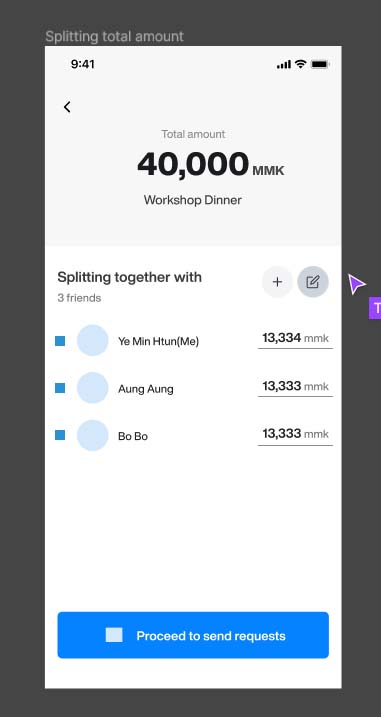 Splitting total amount
9:41
Total amount
40,000 MMK
Workshop Dinner
Splitting together with
3 friends
Ye Min Htun(Me)
13,334 mmk
Aung Aung
13,333 mmk
Bo Bo
13,333 mmk
Proceed to send requests